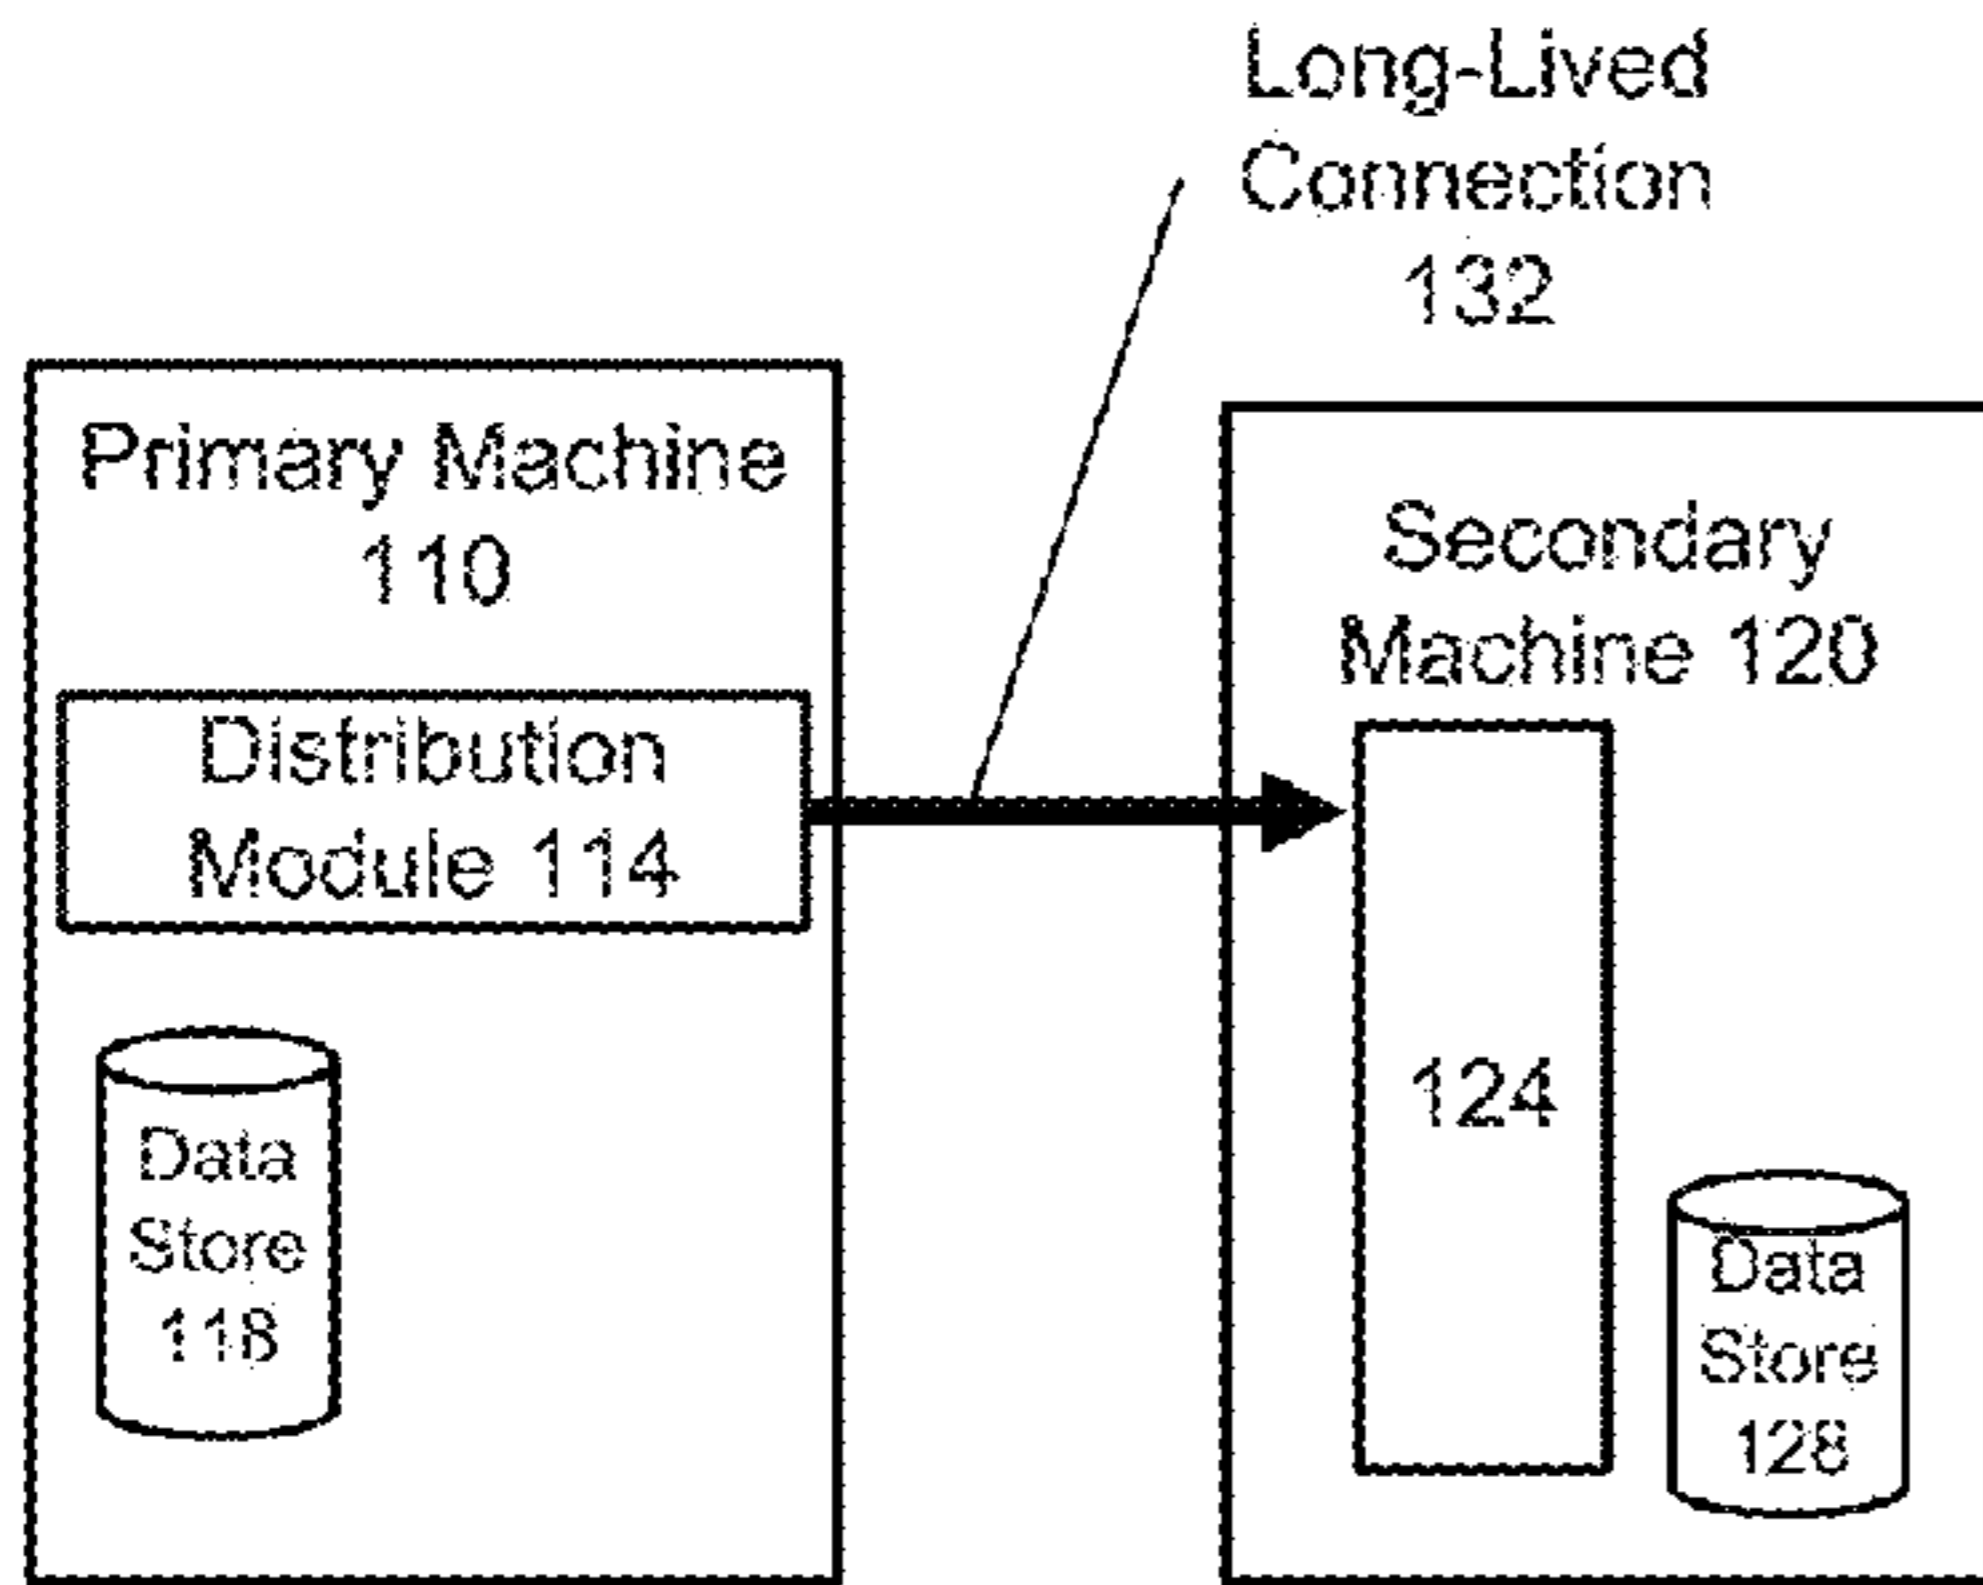 Long-Lived
Connection
132
Primary Machine
110
Secondary
Machine 120
Distribution
Module 114
124
Data
Store
118
Data
Store
128